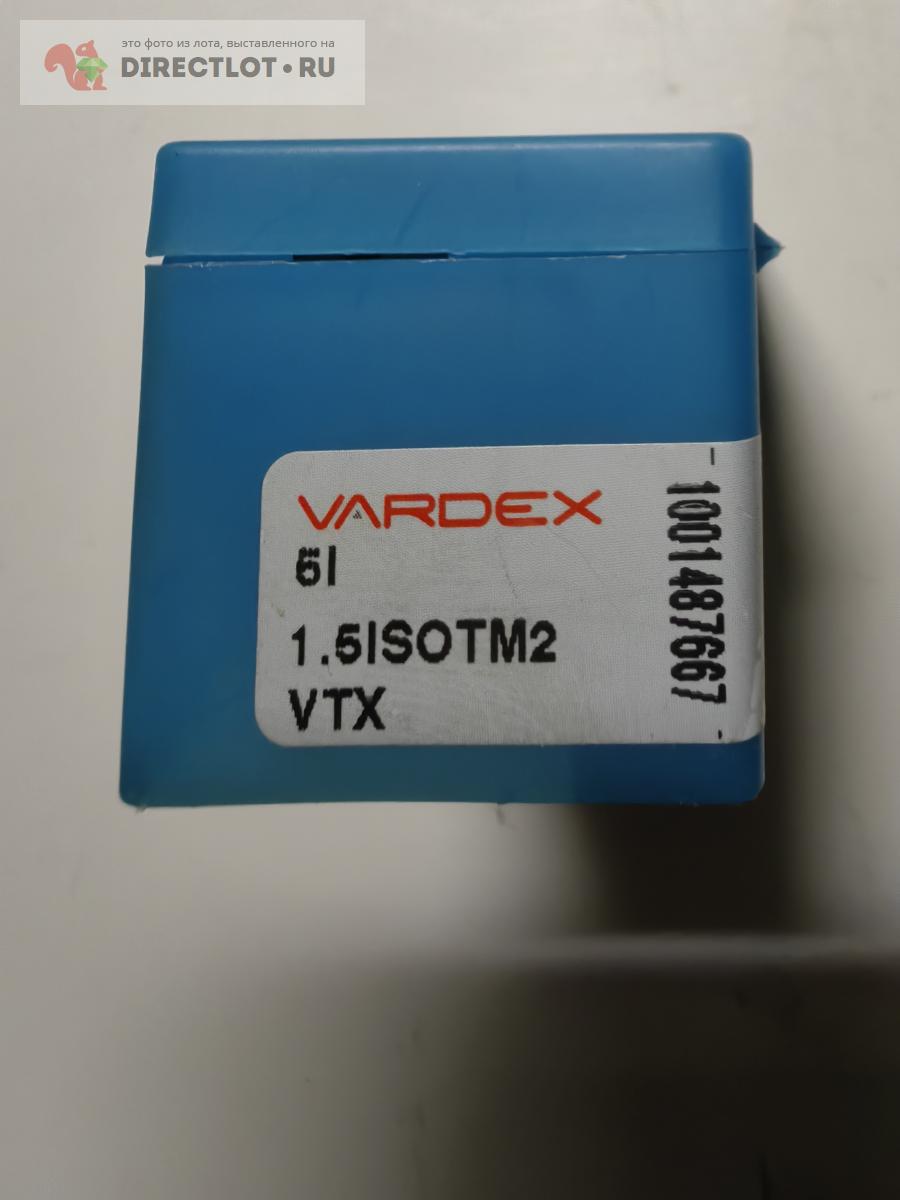 это фото из лота, выставленного на
DIRECTLOT•RU
VARDEX
6I
1.5ISOTM2
VTX
1001487667